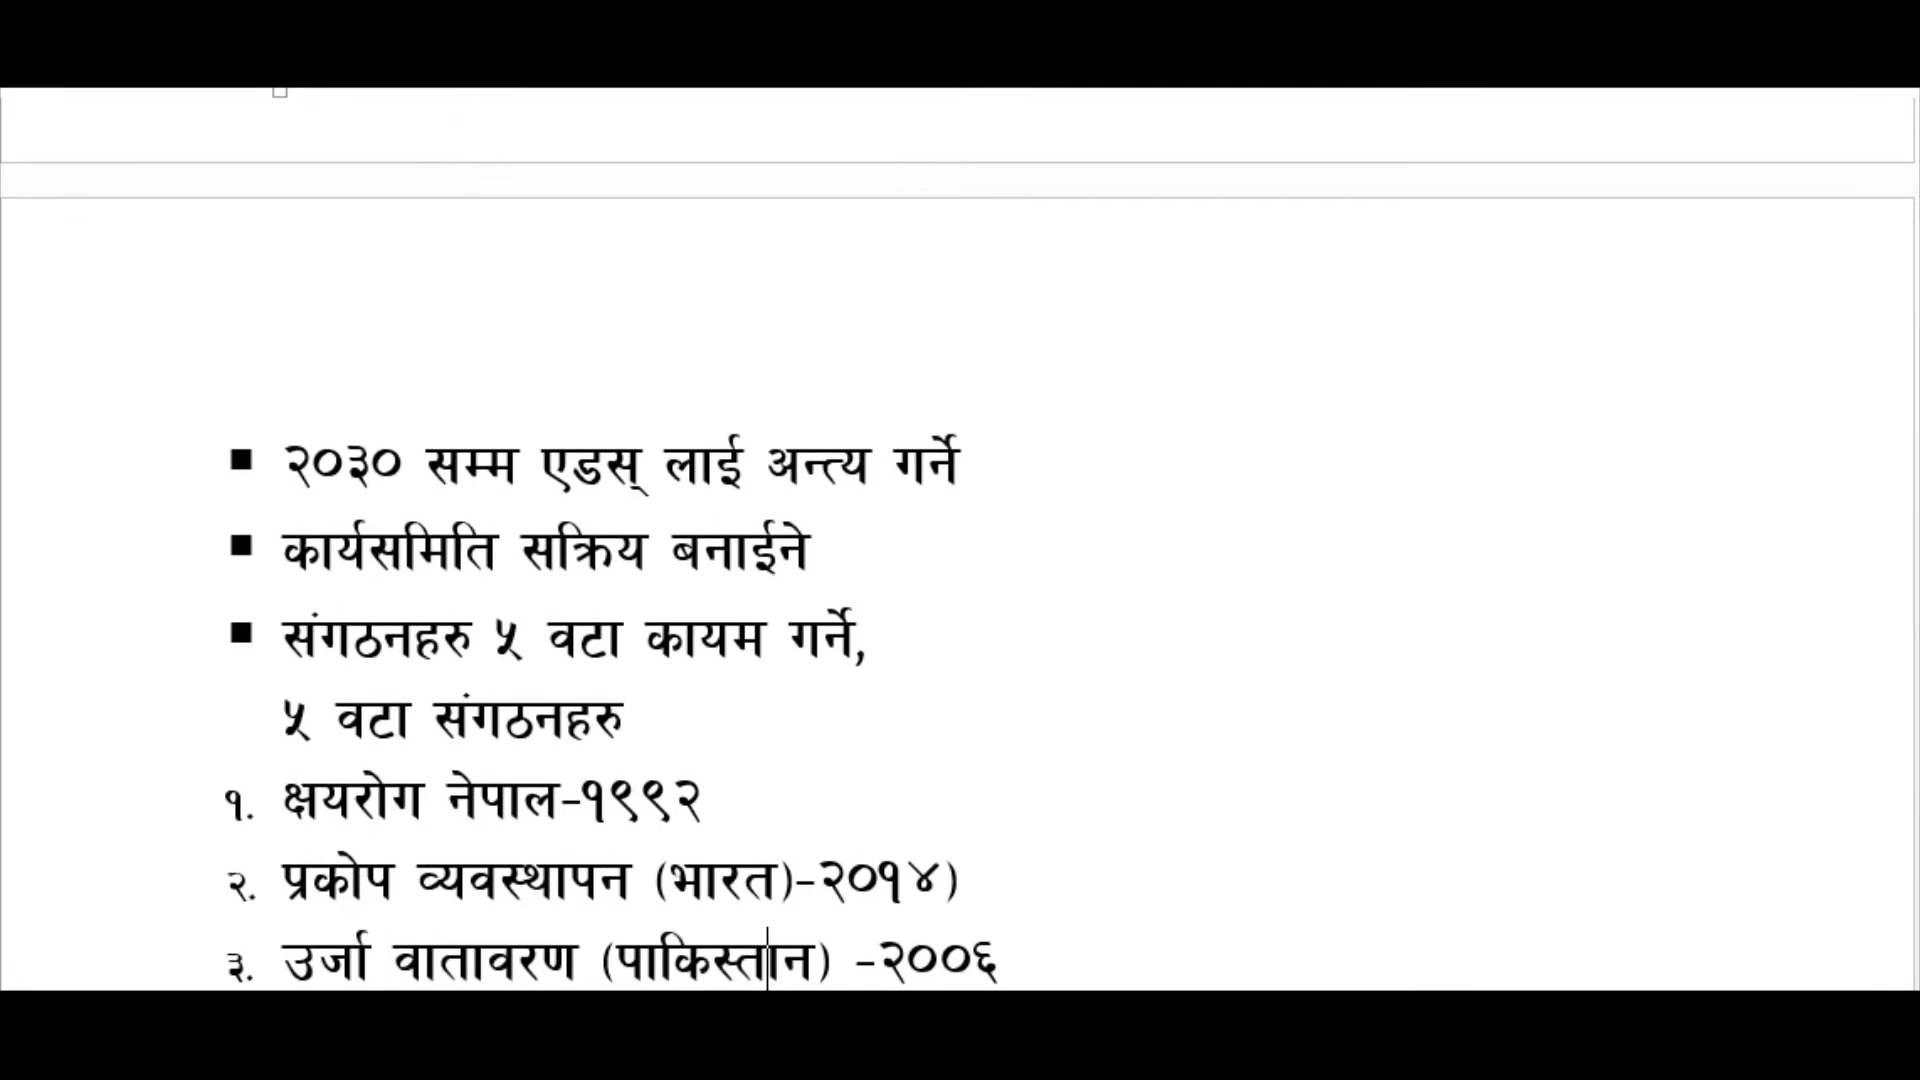 ▪ २०३० सम्म एडस् लाई अन्त्य गर्ने
▪ कार्यसमिति सक्रिय बनाईने
▪ संगठनहरु ५ वटा कायम गर्ने,
५ वटा संगठनहरु
१. क्षयरोग नेपाल-१९९२
२. प्रकोप व्यवस्थापन (भारत)-२०१४)
३. उर्जा वातावरण (पाकिस्तान) -२००६